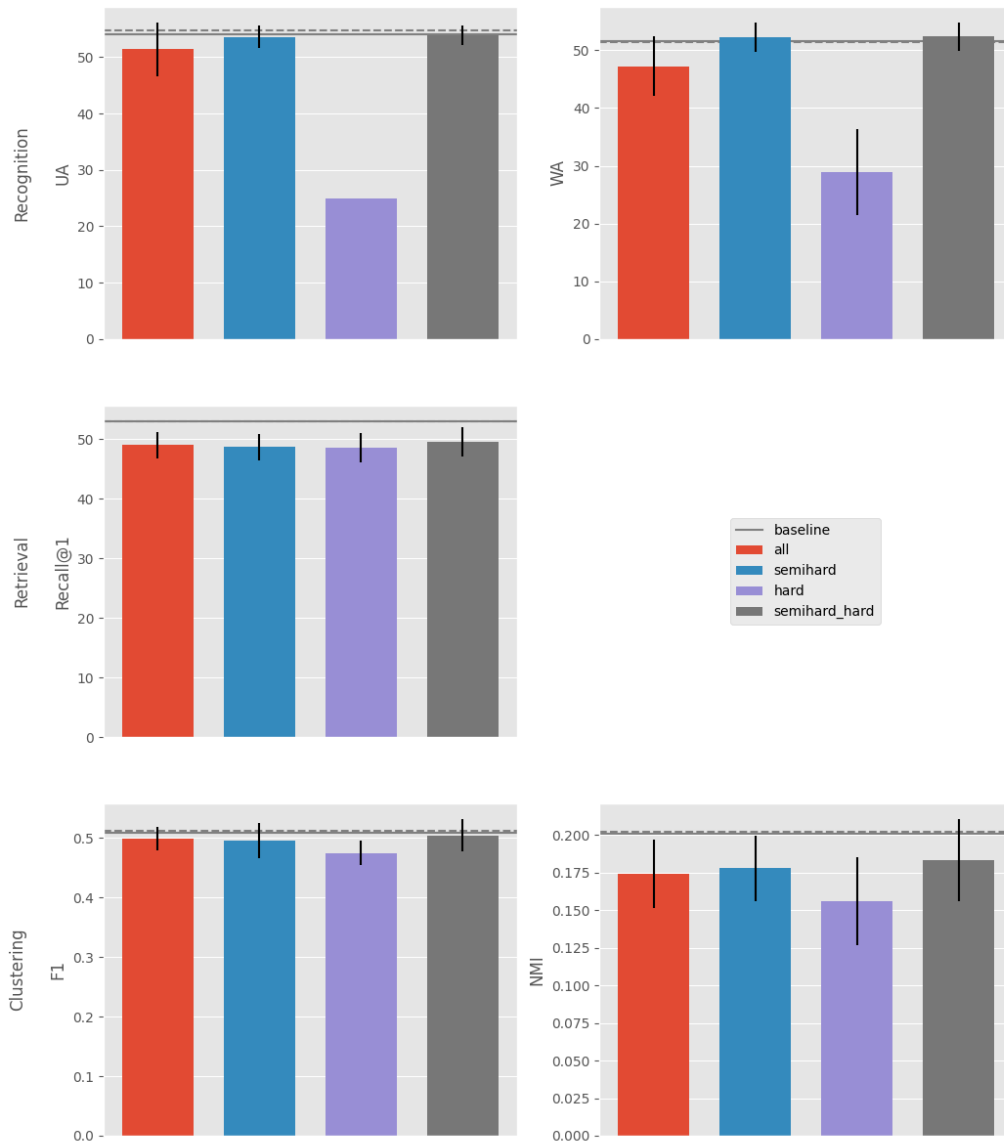 Recognition
UA
50
40
30
20
10
0
WA
50
40
30
20
10
0
Retrieval
Recall@1
50
40
30
20
10
0
baseline
all
semihard
hard
semihard_hard
Clustering
F1
0.5
0.4
0.3
0.2
0.1
0.0
NMI
0.200
0.175
0.150
0.125
0.100
0.075
0.050
0.025
0.000